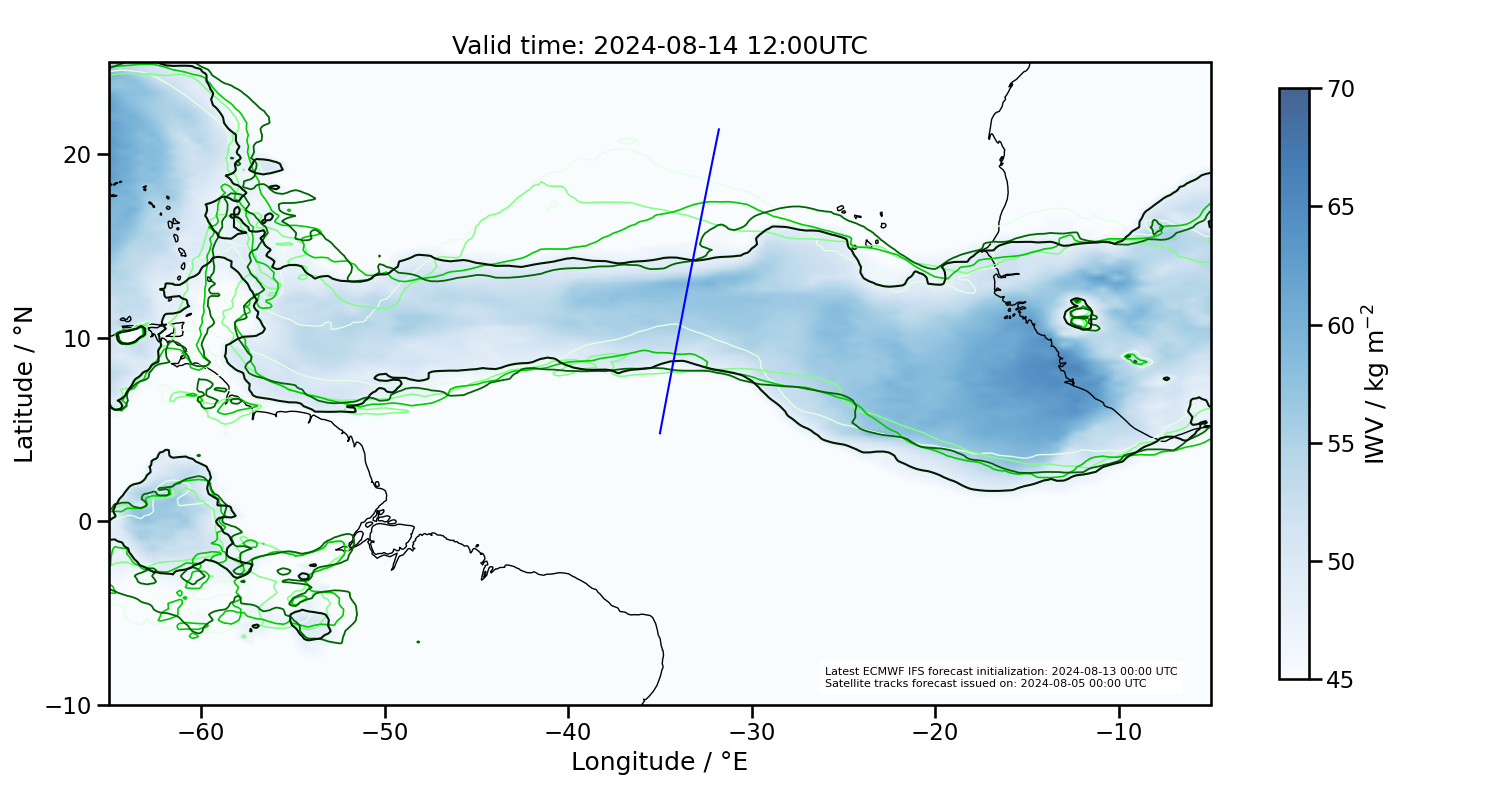 Valid time: 2024-08-14 12:00UTC
20
10
0
−10
Latitude / °N
−60
−50
−40
−30
−20
−10
Longitude / °E
Latest ECMWF IFS forecast initialization: 2024-08-13 00:00 UTC
Satellite tracks forecast issued on: 2024-08-05 00:00 UTC
70
65
60
55
50
45
IWV / kg m⁻²